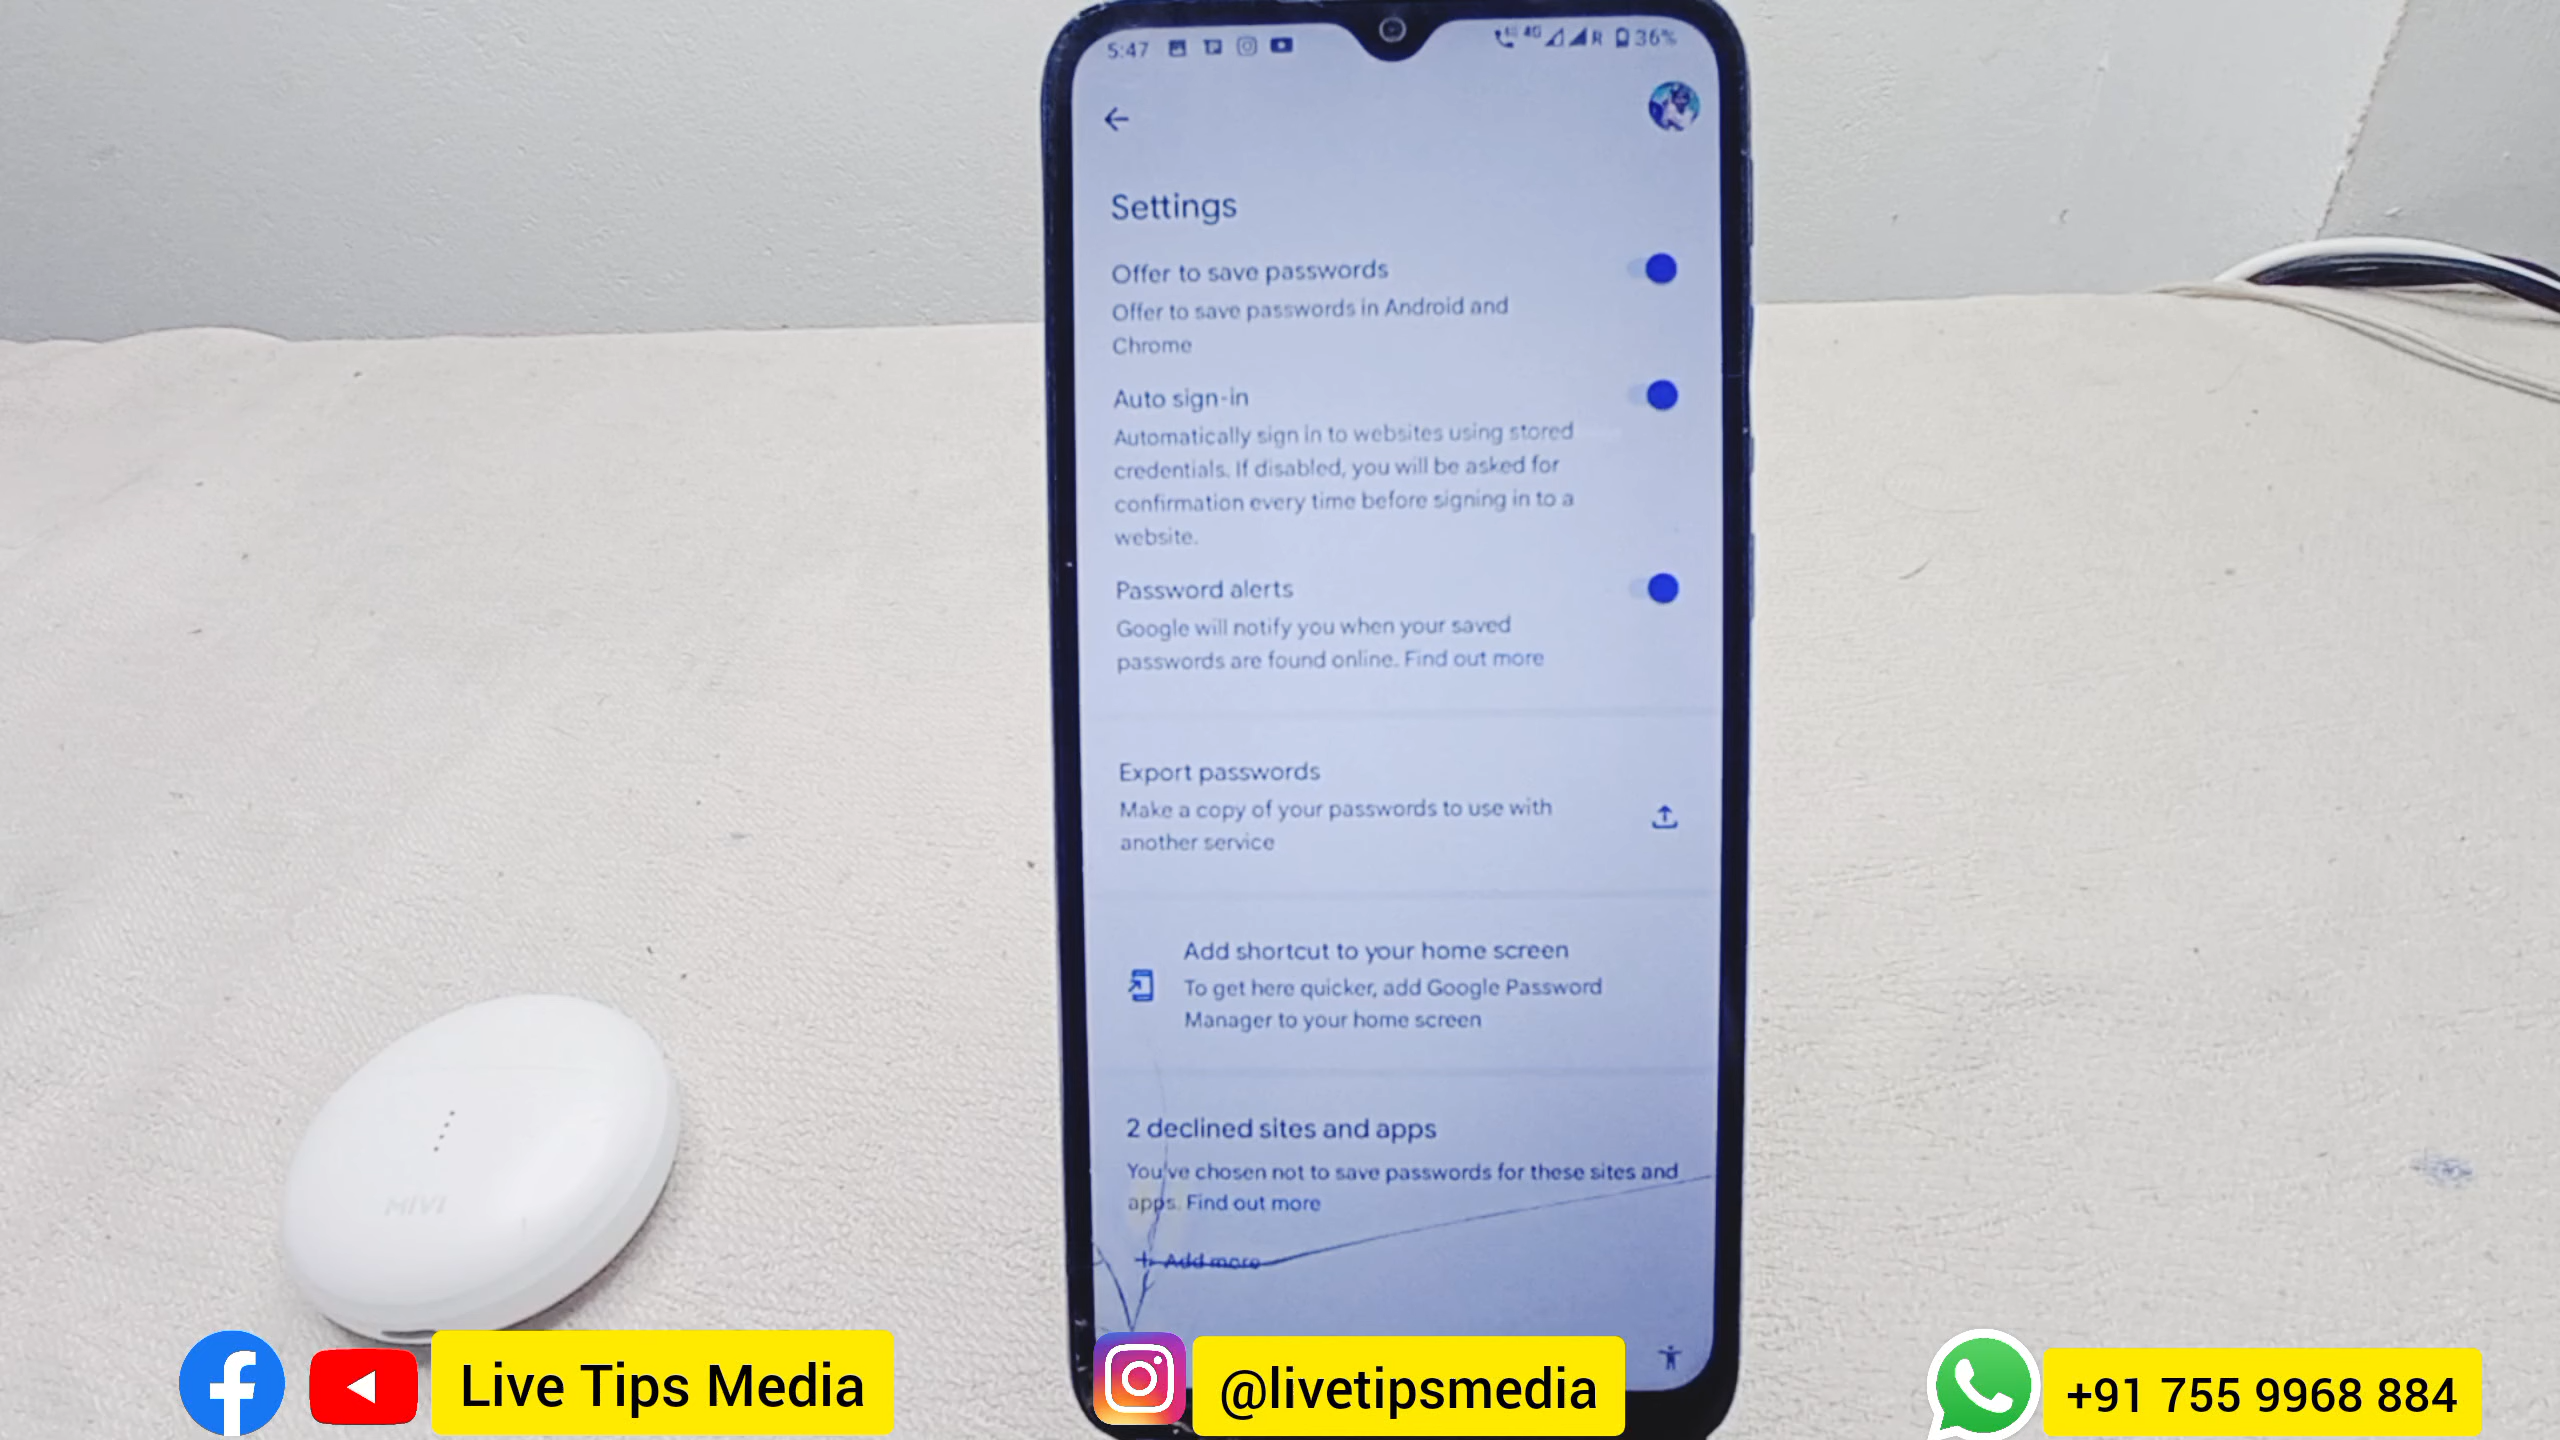 5:47
4G R 36%
Settings
Offer to save passwords
Offer to save passwords in Android and
Chrome
Auto sign-in
Automatically sign in to websites using stored
credentials. If disabled, you will be asked for
confirmation every time before signing in to a
website.
Password alerts
Google will notify you when your saved
passwords are found online. Find out more
Export passwords
Make a copy of your passwords to use with
another service
Add shortcut to your home screen
To get here quicker, add Google Password
Manager to your home screen
2 declined sites and apps
You've chosen not to save passwords for these sites and
apps. Find out more
+ Add more
MIVI
Live Tips Media
@livetipsmedia
+91 755 9968 884